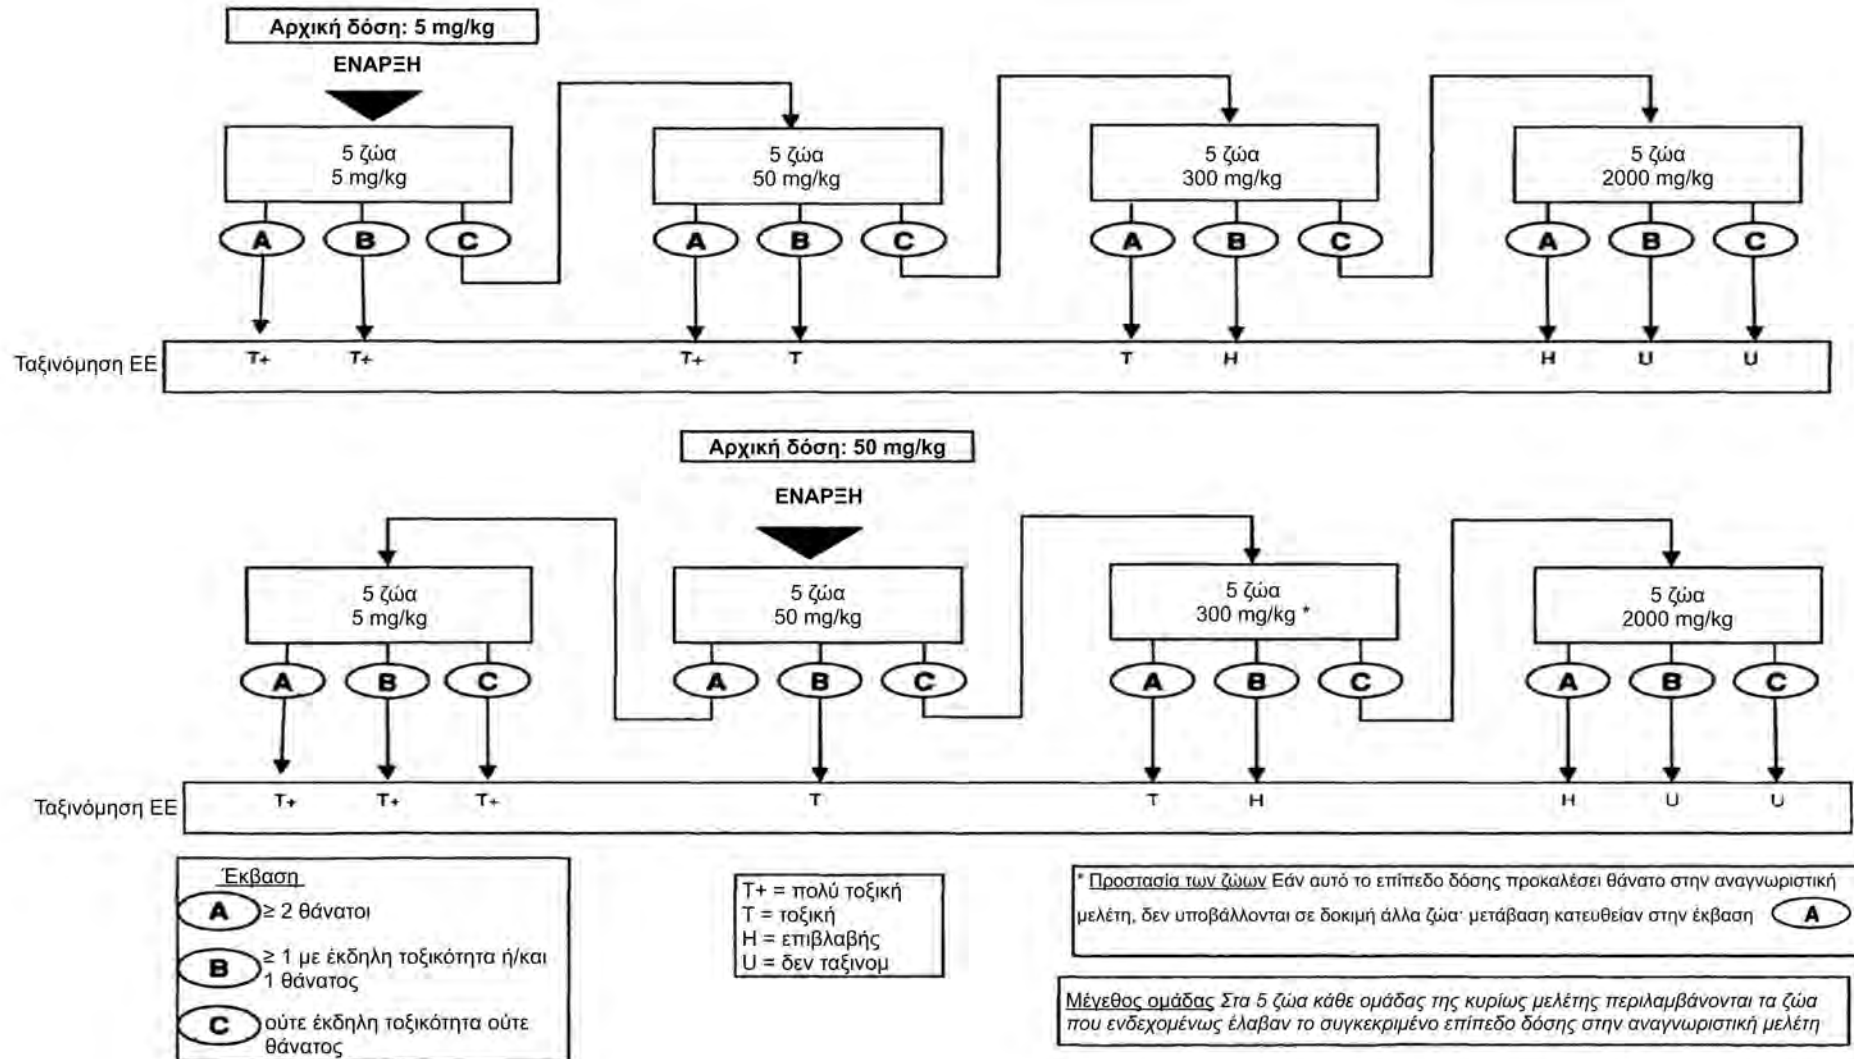 Αρχική δόση: 5 mg/kg
ΕΝΑΡΞΗ
5 ζώα
5 mg/kg
5 ζώα
50 mg/kg
5 ζώα
300 mg/kg
5 ζώα
2000 mg/kg
A B C A B C A B C A B C
Ταξινόμηση ΕΕ T+ T+ T+ T T H H U U
Αρχική δόση: 50 mg/kg
ΕΝΑΡΞΗ
5 ζώα
5 mg/kg
5 ζώα
50 mg/kg
5 ζώα
300 mg/kg *
5 ζώα
2000 mg/kg
A B C A B C A B C A B C
Ταξινόμηση ΕΕ T+ T+ T+ T T H H U U
Έκβαση
A ≥ 2 θάνατοι
B ≥ 1 με έκδηλη τοξικότητα ή/και
1 θάνατος
C ούτε έκδηλη τοξικότητα ούτε
θάνατος
T+ = πολύ τοξική
T = τοξική
H = επιβλαβής
U = δεν ταξινομ
* Προστασία των ζώων Εάν αυτό το επίπεδο δόσης προκαλέσει θάνατο στην αναγνωριστική
μελέτη, δεν υποβάλλονται σε δοκιμή άλλα ζώα· μετάβαση κατευθείαν στην έκβαση A
Μέγεθος ομάδας Στα 5 ζώα κάθε ομάδας της κυρίως μελέτης περιλαμβάνονται τα ζώα
που ενδεχομένως έλαβαν το συγκεκριμένο επίπεδο δόσης στην αναγνωριστική μελέτη